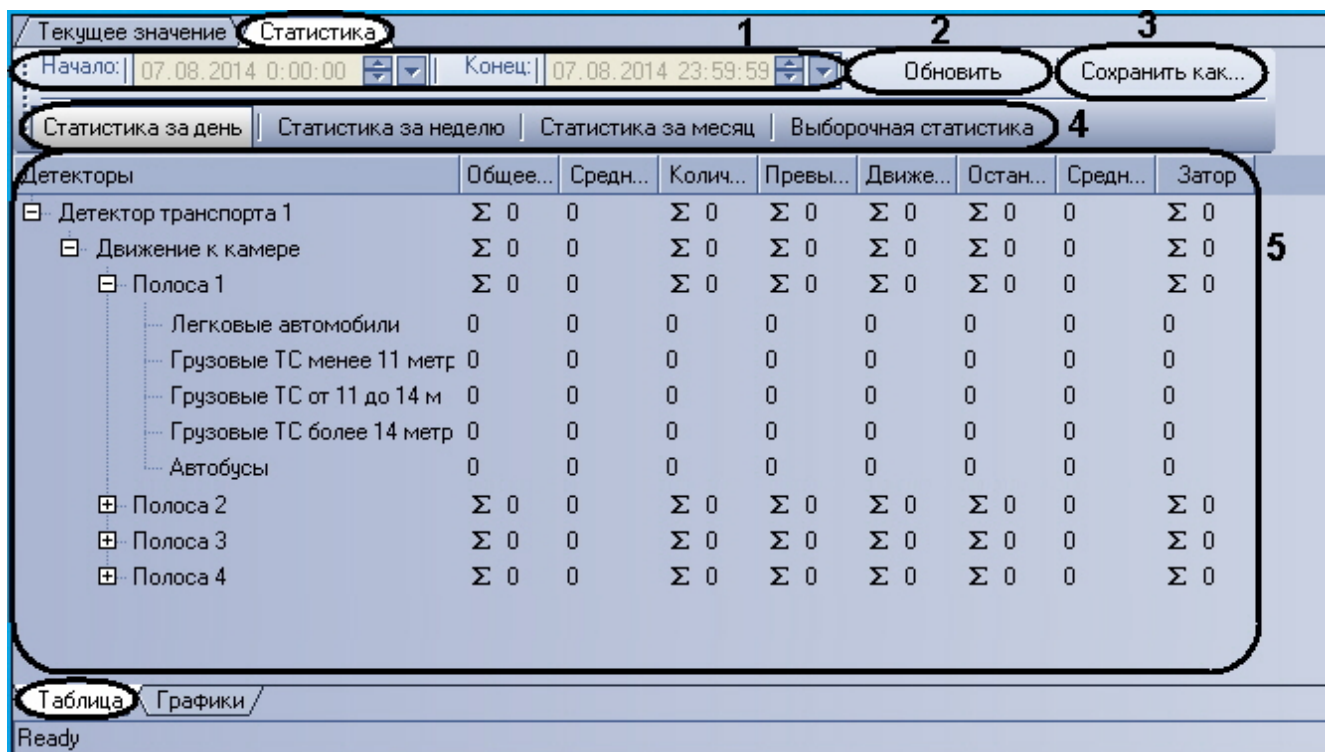 Текущее значение Статистика 1 2 3
Начало: 07.08.2014 0:00:00 Конец: 07.08.2014 23:59:59 Обновить Сохранить как...
Статистика за день Статистика за неделю Статистика за месяц Выборочная статистика 4
Детекторы Общее... Средн... Колич... Превы... Движе... Остан... Средн... Затор
Детектор транспорта 1 Σ 0 0 Σ 0 Σ 0 Σ 0 Σ 0 0 Σ 0
Движение к камере Σ 0 0 Σ 0 Σ 0 Σ 0 Σ 0 0 Σ 0 5
Полоса 1 Σ 0 0 Σ 0 Σ 0 Σ 0 Σ 0 0 Σ 0
Легковые автомобили 0 0 0 0 0 0 0 0
Грузовые ТС менее 11 метр 0 0 0 0 0 0 0 0
Грузовые ТС от 11 до 14 м 0 0 0 0 0 0 0 0
Грузовые ТС более 14 метр 0 0 0 0 0 0 0 0
Автобусы 0 0 0 0 0 0 0 0
Полоса 2 Σ 0 0 Σ 0 Σ 0 Σ 0 Σ 0 0 Σ 0
Полоса 3 Σ 0 0 Σ 0 Σ 0 Σ 0 Σ 0 0 Σ 0
Полоса 4 Σ 0 0 Σ 0 Σ 0 Σ 0 Σ 0 0 Σ 0
Таблица Графики
Ready